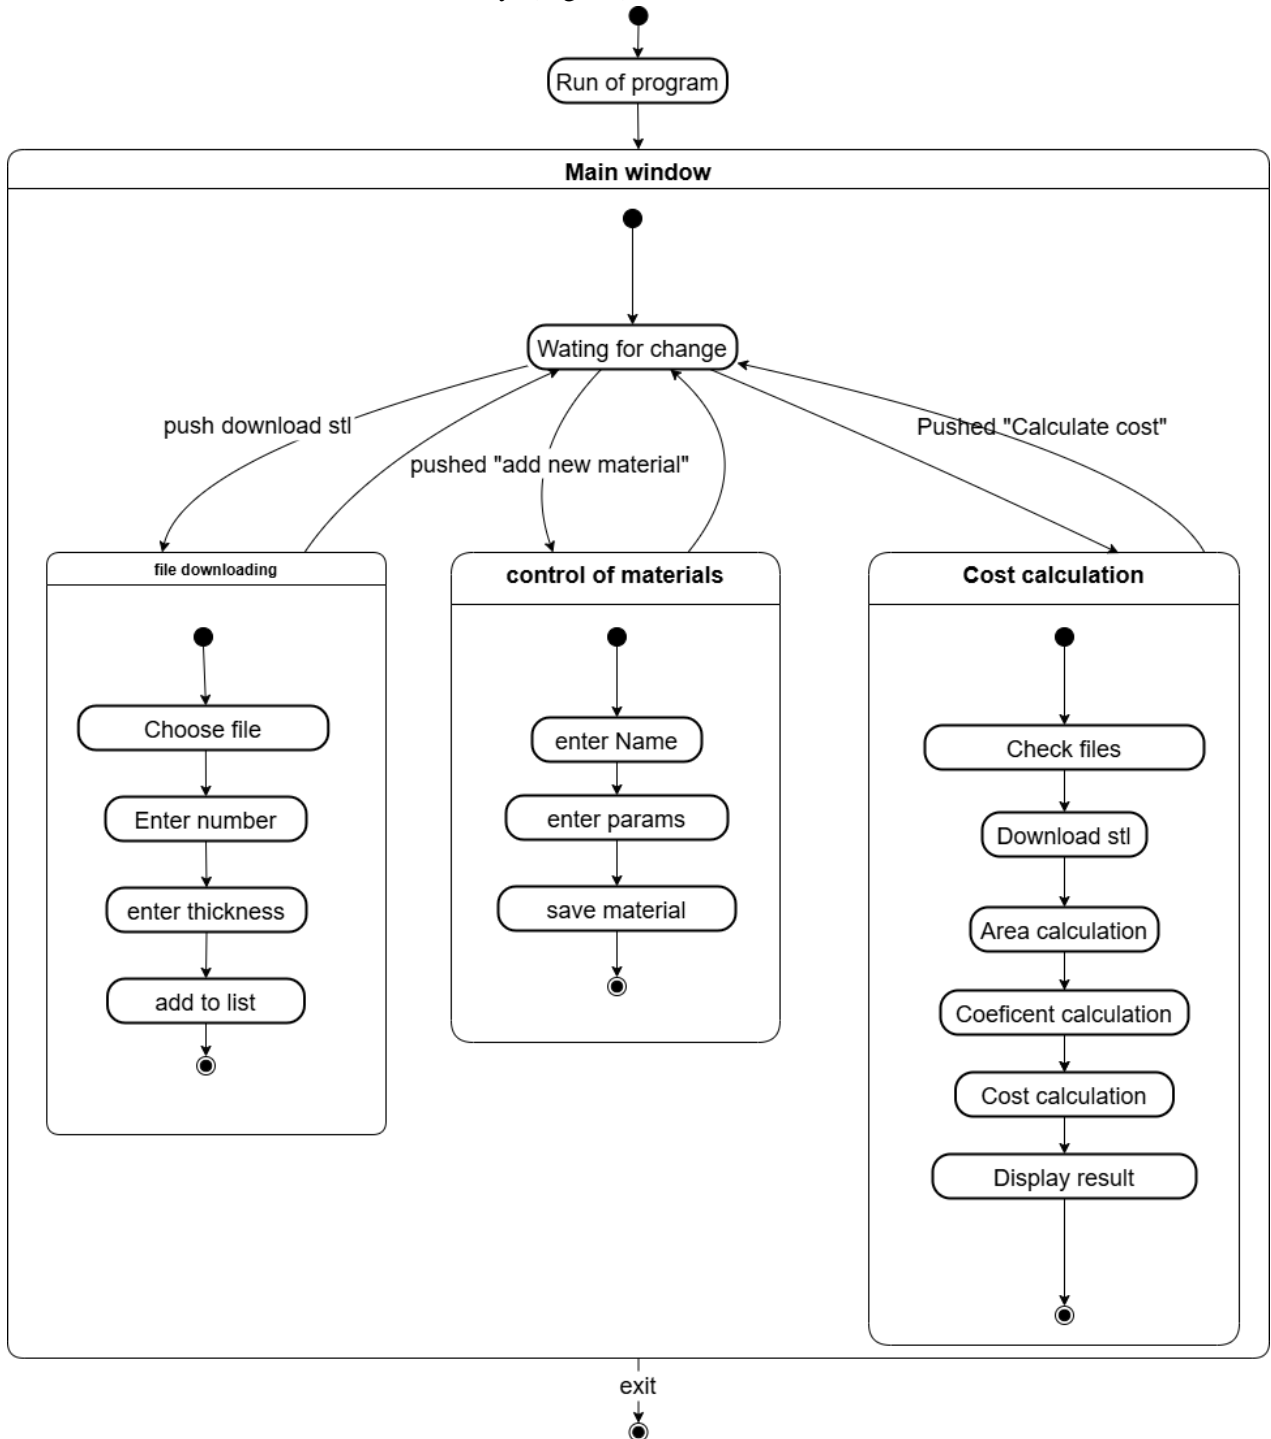 Run of program
Main window
Wating for change
push download stl
Pushed "Calculate cost"
pushed "add new material"
file downloading
Choose file
Enter number
enter thickness
add to list
control of materials
enter Name
enter params
save material
Cost calculation
Check files
Download stl
Area calculation
Coeficent calculation
Cost calculation
Display result
exit